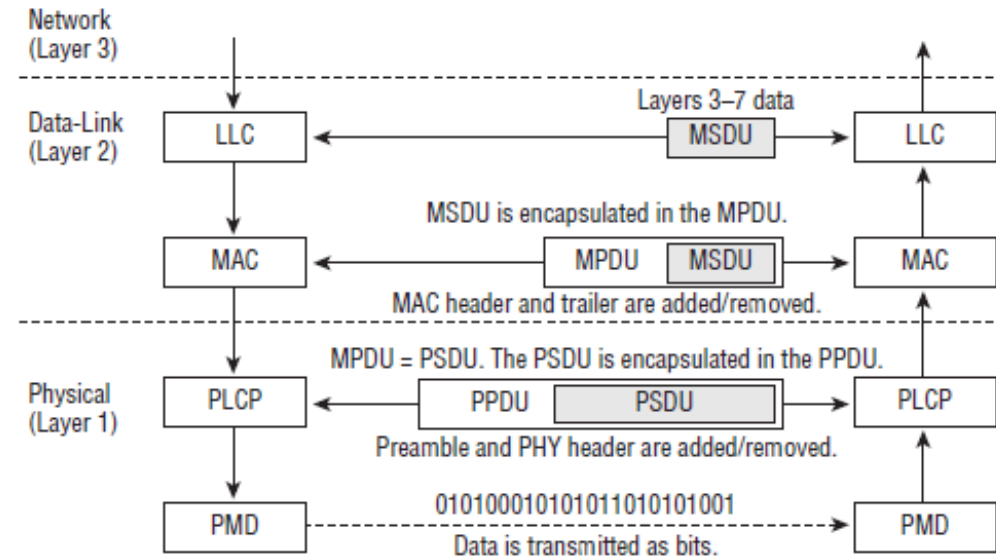 Network
(Layer 3)
Layers 3–7 data
Data-Link
(Layer 2)
LLC
MSDU
LLC
MSDU is encapsulated in the MPDU.
MAC
MPDU
MSDU
MAC
MAC header and trailer are added/removed.
MPDU = PSDU. The PSDU is encapsulated in the PPDU.
Physical
(Layer 1)
PLCP
PPDU
PSDU
PLCP
Preamble and PHY header are added/removed.
010100010101011010101001
PMD
PMD
Data is transmitted as bits.